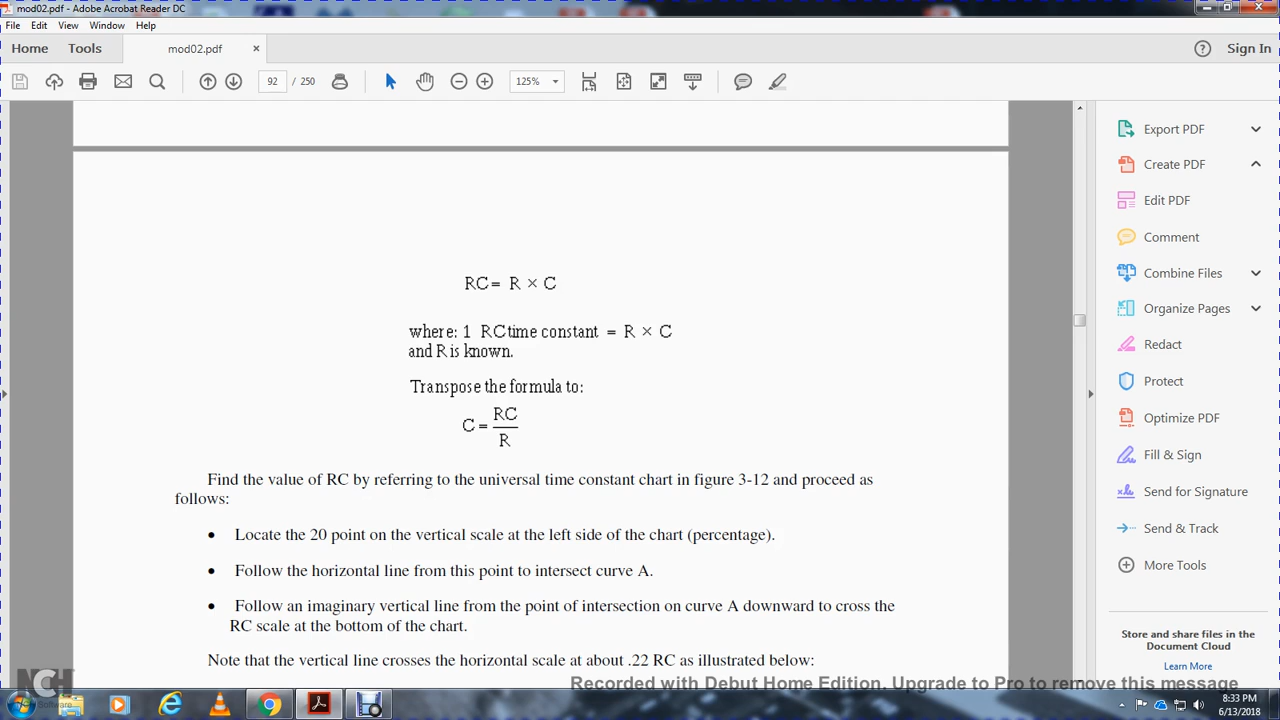 mod02.pdf - Adobe Acrobat Reader DC
File Edit View Window Help
Home Tools mod02.pdf × Sign In
92 / 250 125%
RC = R × C
where: 1 RC time constant = R × C
and R is known.
Transpose the formula to:
C = RC / R
Find the value of RC by referring to the universal time constant chart in figure 3-12 and proceed as
follows:
• Locate the 20 point on the vertical scale at the left side of the chart (percentage).
• Follow the horizontal line from this point to intersect curve A.
• Follow an imaginary vertical line from the point of intersection on curve A downward to cross the
RC scale at the bottom of the chart.
Note that the vertical line crosses the horizontal scale at about .22 RC as illustrated below:
Export PDF
Create PDF
Edit PDF
Comment
Combine Files
Organize Pages
Redact
Protect
Optimize PDF
Fill & Sign
Send for Signature
Send & Track
More Tools
Store and share files in the
Document Cloud
Learn More
Recorded with Debut Home Edition. Upgrade to Pro to remove this message
NCH
Software
8:33 PM
6/13/2018